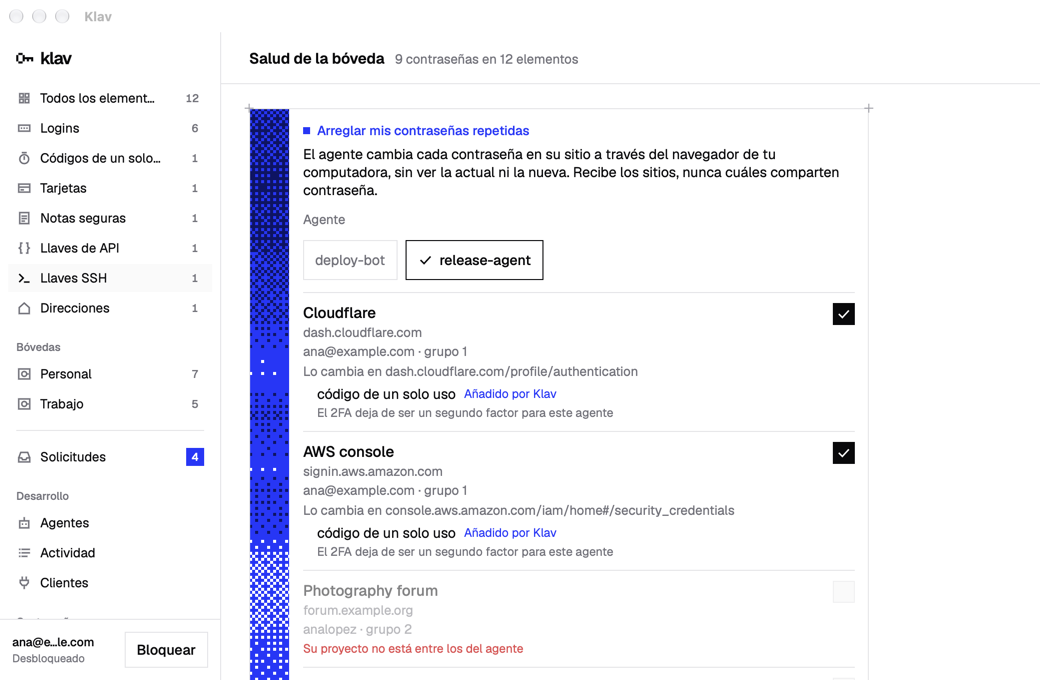 Klav
klav
Todos los element... 12
Logins 6
Códigos de un solo... 1
Tarjetas 1
Notas seguras 1
Llaves de API 1
Llaves SSH 1
Direcciones 1
Bóvedas
Personal 7
Trabajo 5
Solicitudes 4
Desarrollo
Agentes
Actividad
Clientes
ana@e...le.com
Desbloqueado
Bloquear
Salud de la bóveda 9 contraseñas en 12 elementos
Arreglar mis contraseñas repetidas
El agente cambia cada contraseña en su sitio a través del navegador de tu
computadora, sin ver la actual ni la nueva. Recibe los sitios, nunca cuáles comparten
contraseña.
Agente
deploy-bot release-agent
Cloudflare
dash.cloudflare.com
ana@example.com · grupo 1
Lo cambia en dash.cloudflare.com/profile/authentication
código de un solo uso Añadido por Klav
El 2FA deja de ser un segundo factor para este agente
AWS console
signin.aws.amazon.com
ana@example.com · grupo 1
Lo cambia en console.aws.amazon.com/iam/home#/security_credentials
código de un solo uso Añadido por Klav
El 2FA deja de ser un segundo factor para este agente
Photography forum
forum.example.org
analopez · grupo 2
Su proyecto no está entre los del agente